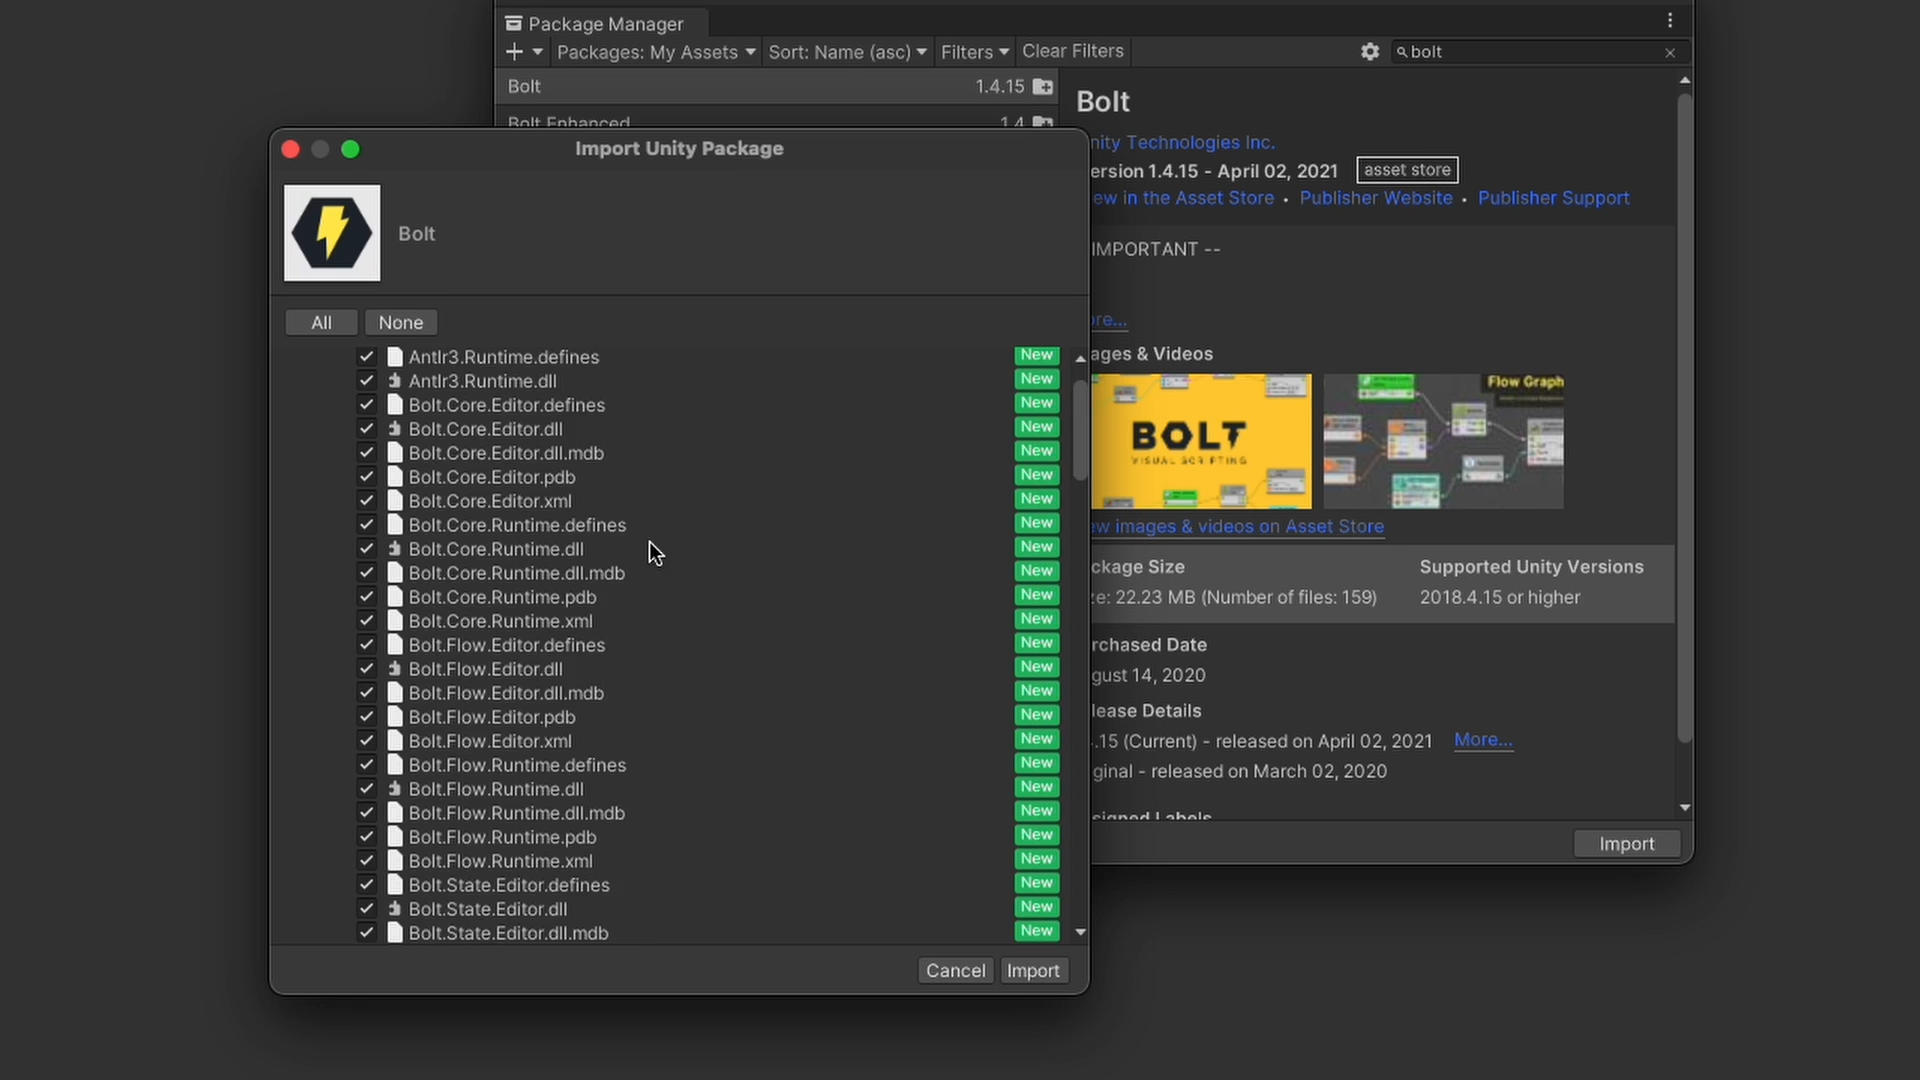 Package Manager
Packages: My Assets Sort: Name (asc) Filters Clear Filters bolt
Bolt 1.4.15
Bolt Enhanced 1.4
Bolt
nity Technologies Inc.
ersion 1.4.15 - April 02, 2021 asset store
ew in the Asset Store • Publisher Website • Publisher Support
IMPORTANT --
ore...
ages & Videos
BOLT
VISUAL SCRIPTING
Flow Graph
ew images & videos on Asset Store
ckage Size Supported Unity Versions
ze: 22.23 MB (Number of files: 159) 2018.4.15 or higher
rchased Date
gust 14, 2020
lease Details
.15 (Current) - released on April 02, 2021 More...
ginal - released on March 02, 2020
signed Labels
Import
Import Unity Package
Bolt
All None
Antlr3.Runtime.defines New
Antlr3.Runtime.dll New
Bolt.Core.Editor.defines New
Bolt.Core.Editor.dll New
Bolt.Core.Editor.dll.mdb New
Bolt.Core.Editor.pdb New
Bolt.Core.Editor.xml New
Bolt.Core.Runtime.defines New
Bolt.Core.Runtime.dll New
Bolt.Core.Runtime.dll.mdb New
Bolt.Core.Runtime.pdb New
Bolt.Core.Runtime.xml New
Bolt.Flow.Editor.defines New
Bolt.Flow.Editor.dll New
Bolt.Flow.Editor.dll.mdb New
Bolt.Flow.Editor.pdb New
Bolt.Flow.Editor.xml New
Bolt.Flow.Runtime.defines New
Bolt.Flow.Runtime.dll New
Bolt.Flow.Runtime.dll.mdb New
Bolt.Flow.Runtime.pdb New
Bolt.Flow.Runtime.xml New
Bolt.State.Editor.defines New
Bolt.State.Editor.dll New
Bolt.State.Editor.dll.mdb New
Cancel Import